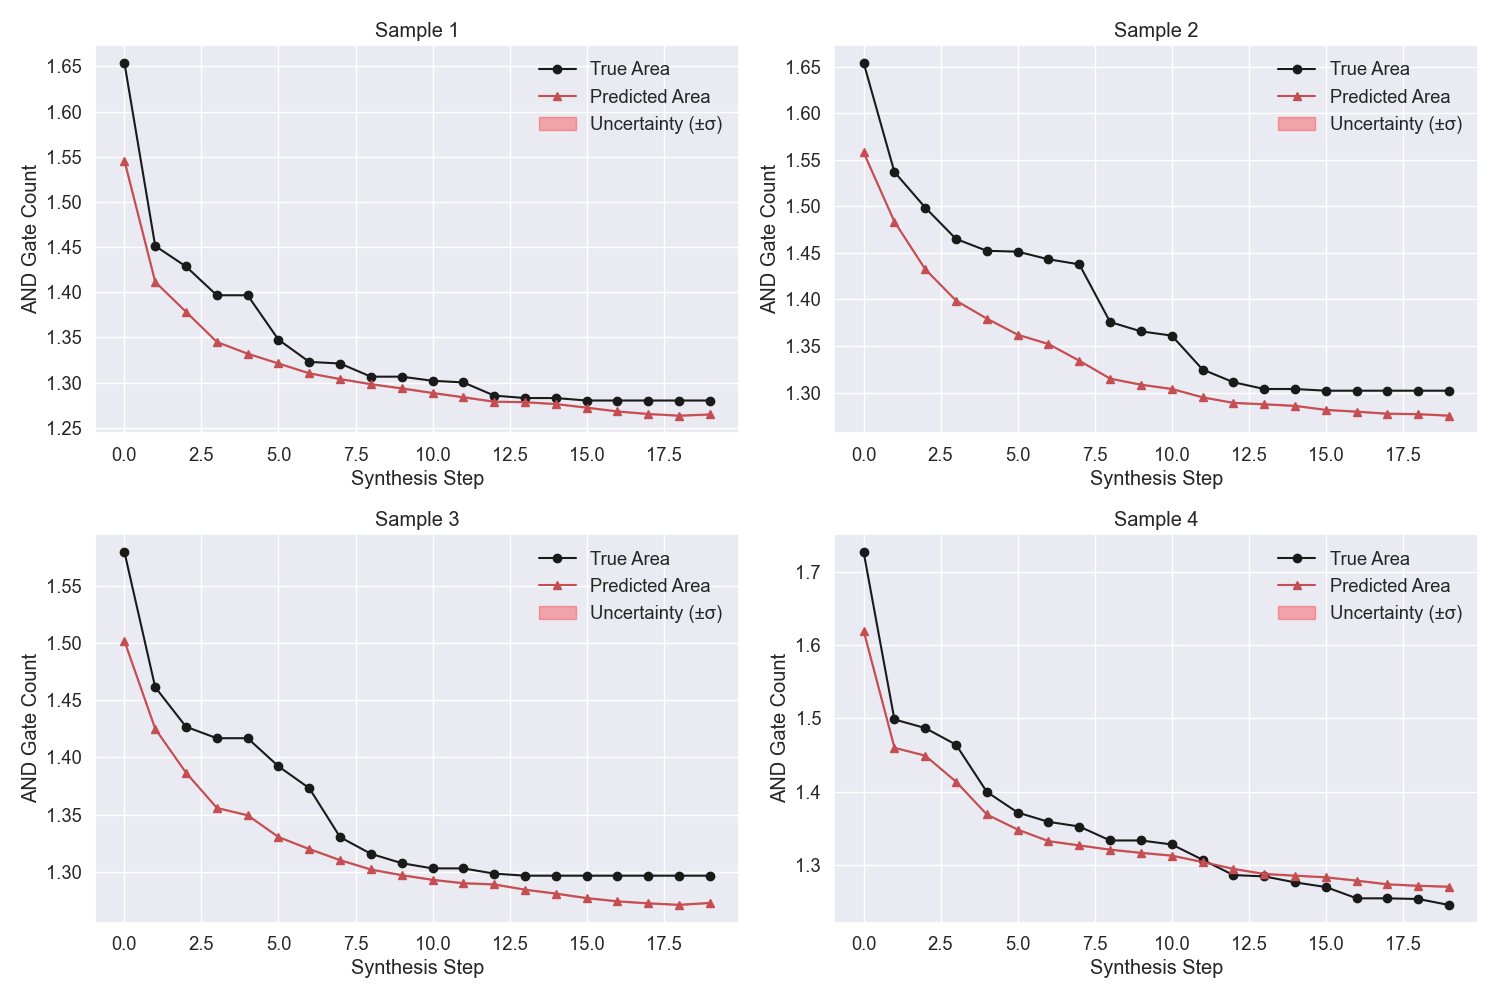 Sample 1
True Area
Predicted Area
Uncertainty (±σ)
AND Gate Count
1.65
1.60
1.55
1.50
1.45
1.40
1.35
1.30
1.25
0.0 2.5 5.0 7.5 10.0 12.5 15.0 17.5
Synthesis Step
Sample 2
True Area
Predicted Area
Uncertainty (±σ)
AND Gate Count
1.65
1.60
1.55
1.50
1.45
1.40
1.35
1.30
0.0 2.5 5.0 7.5 10.0 12.5 15.0 17.5
Synthesis Step
Sample 3
True Area
Predicted Area
Uncertainty (±σ)
AND Gate Count
1.55
1.50
1.45
1.40
1.35
1.30
0.0 2.5 5.0 7.5 10.0 12.5 15.0 17.5
Synthesis Step
Sample 4
True Area
Predicted Area
Uncertainty (±σ)
AND Gate Count
1.7
1.6
1.5
1.4
1.3
0.0 2.5 5.0 7.5 10.0 12.5 15.0 17.5
Synthesis Step